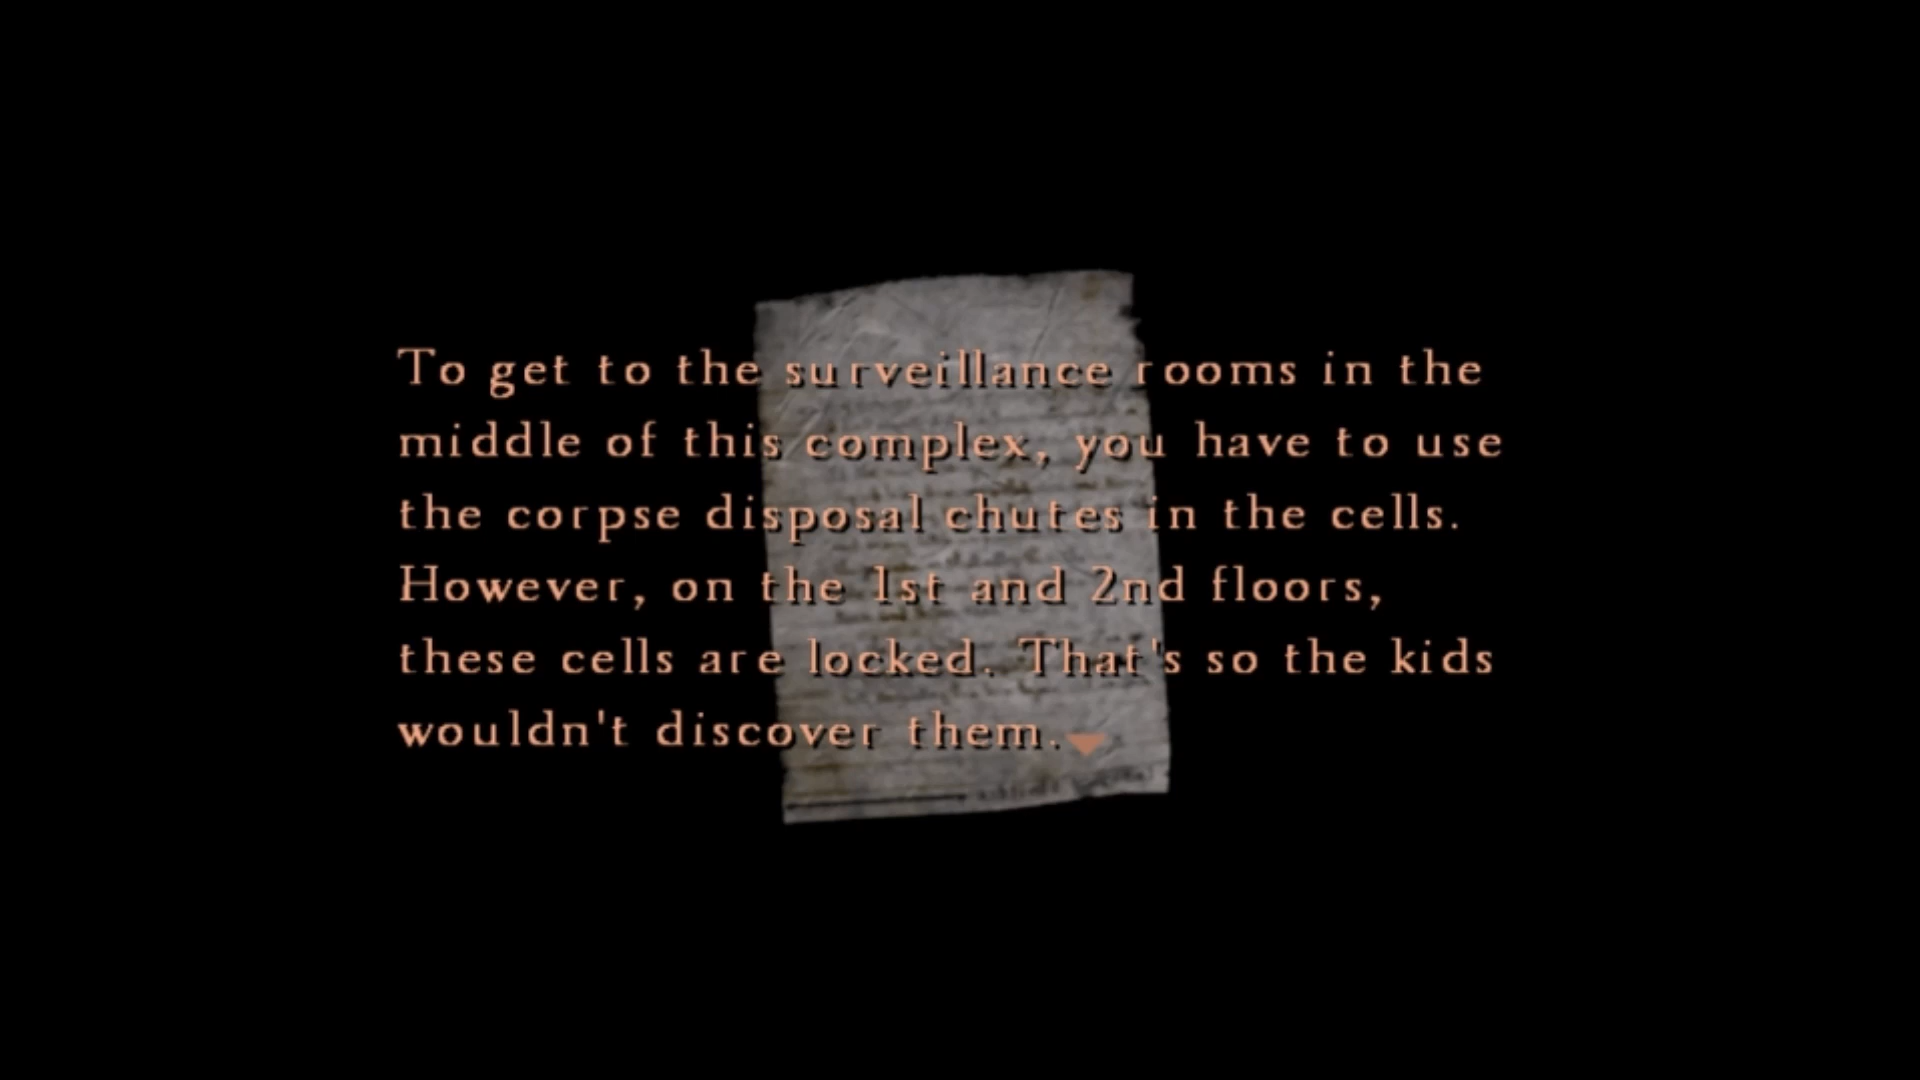 To get to the surveillance rooms in the
middle of this complex, you have to use
the corpse disposal chutes in the cells.
However, on the 1st and 2nd floors,
these cells are locked. That's so the kids
wouldn't discover them.